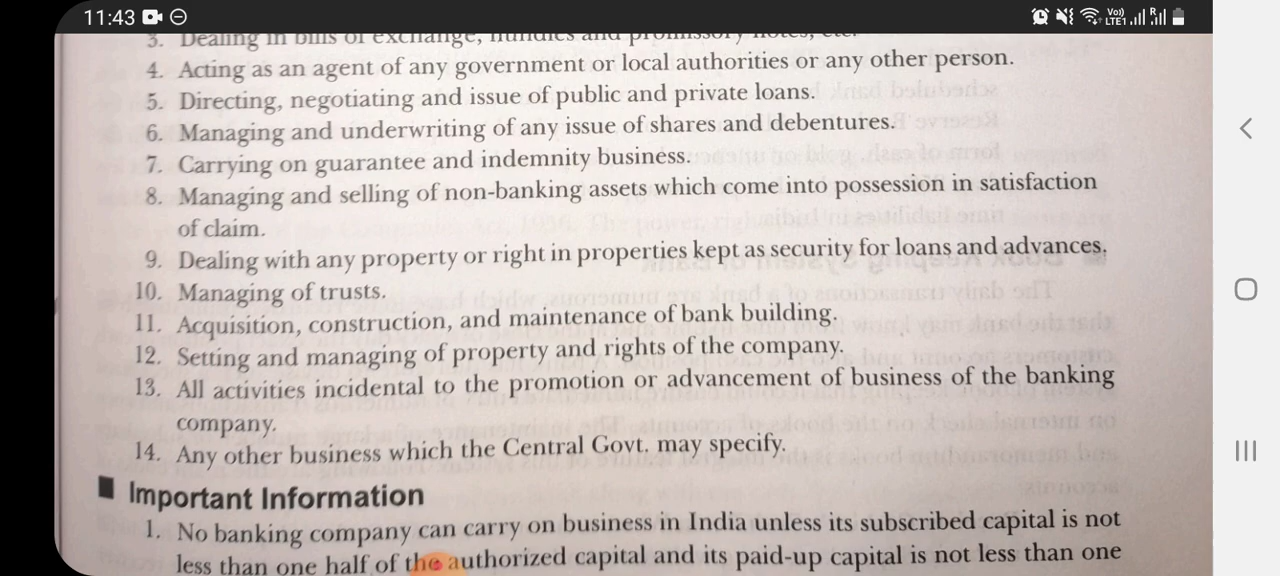 11:43
Vo)) R
LTE1
3. Dealing in bills of exchange, hundies and promissory notes, etc.
4. Acting as an agent of any government or local authorities or any other person.
5. Directing, negotiating and issue of public and private loans.
6. Managing and underwriting of any issue of shares and debentures.
7. Carrying on guarantee and indemnity business.
8. Managing and selling of non-banking assets which come into possession in satisfaction
of claim.
9. Dealing with any property or right in properties kept as security for loans and advances.
10. Managing of trusts.
11. Acquisition, construction, and maintenance of bank building.
12. Setting and managing of property and rights of the company.
13. All activities incidental to the promotion or advancement of business of the banking
company.
14. Any other business which the Central Govt. may specify.
Important Information
1. No banking company can carry on business in India unless its subscribed capital is not
less than one half of the authorized capital and its paid-up capital is not less than one